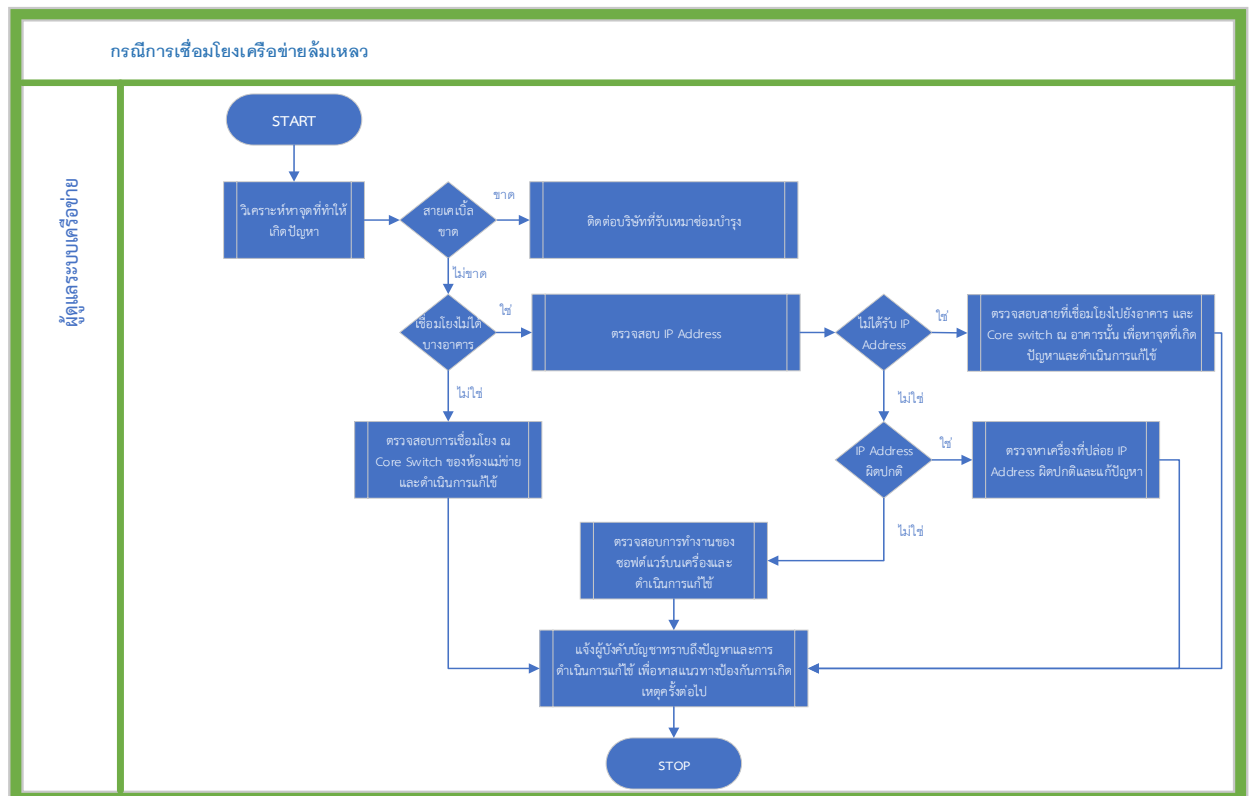 กรณีการเชื่อมโยงเครือข่ายล้มเหลว
ผู้ดูแลระบบเครือข่าย
START
วิเคราะห์หาจุดที่ทำให้
เกิดปัญหา
สายเคเบิ้ล
ขาด
ขาด
ติดต่อบริษัทที่รับเหมาซ่อมบำรุง
ไม่ขาด
เชื่อมโยงไม่ได้
บางอาคาร
ใช่
ตรวจสอบ IP Address
ไม่ได้รับ IP
Address
ใช่
ตรวจสอบสายที่เชื่อมโยงไปยังอาคาร และ
Core switch ณ อาคารนั้น เพื่อหาจุดที่เกิด
ปัญหาและดำเนินการแก้ไข้
ไม่ใช่
ไม่ใช่
ตรวจสอบการเชื่อมโยง ณ
Core Switch ของห้องแม่ข่าย
และดำเนินการแก้ไข้
IP Address
ผิดปกติ
ใช่
ตรวจหาเครื่องที่ปล่อย IP
Address ผิดปกติและแก้ปัญหา
ไม่ใช่
ตรวจสอบการทำงานของ
ซอฟต์แวร์บนเครื่องและ
ดำเนินการแก้ไข้
แจ้งผู้บังคับบัญชาทราบถึงปัญหาและการ
ดำเนินการแก้ไข้ เพื่อหาสแนวทางป้องกันการเกิด
เหตุครั้งต่อไป
STOP